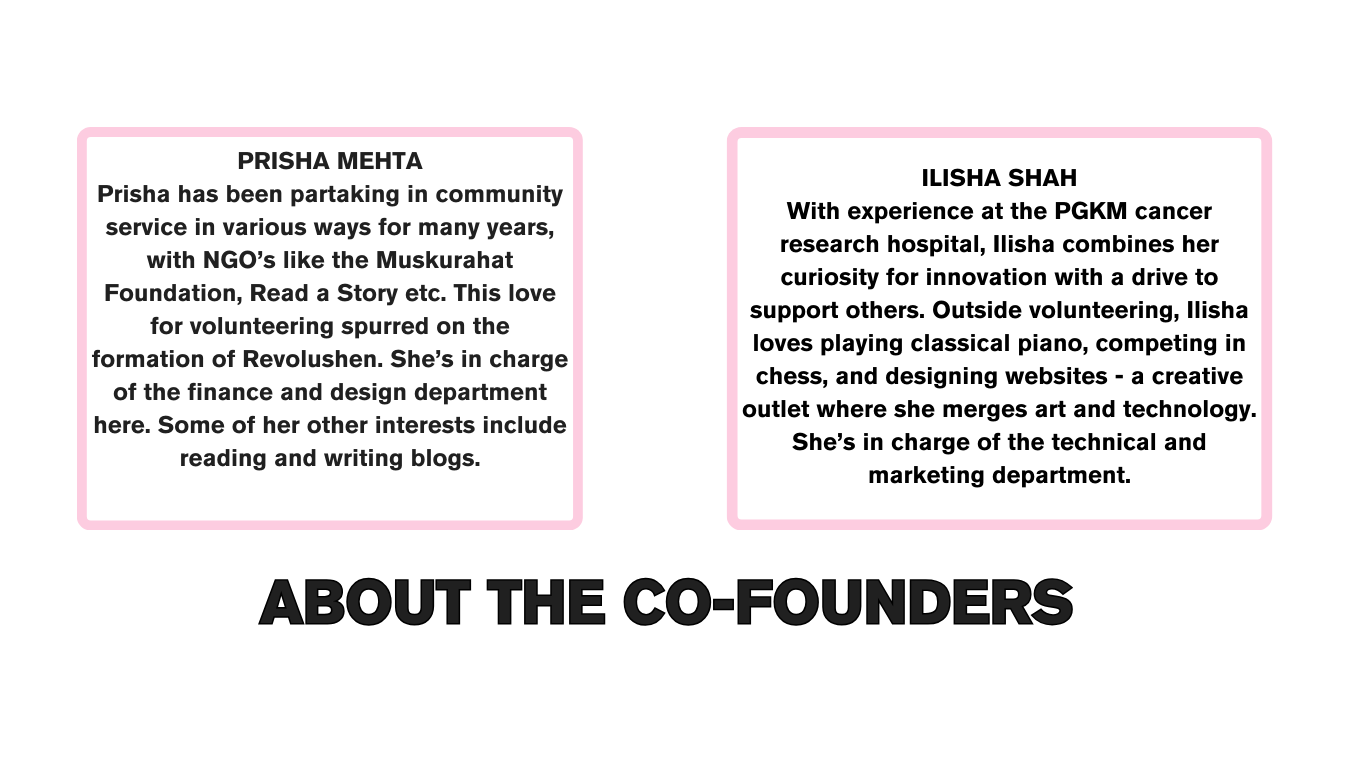 PRISHA MEHTA
Prisha has been partaking in community
service in various ways for many years,
with NGO’s like the Muskurahat
Foundation, Read a Story etc. This love
for volunteering spurred on the
formation of Revolushen. She’s in charge
of the finance and design department
here. Some of her other interests include
reading and writing blogs.
ILISHA SHAH
With experience at the PGKM cancer
research hospital, Ilisha combines her
curiosity for innovation with a drive to
support others. Outside volunteering, Ilisha
loves playing classical piano, competing in
chess, and designing websites - a creative
outlet where she merges art and technology.
She’s in charge of the technical and
marketing department.
ABOUT THE CO-FOUNDERS